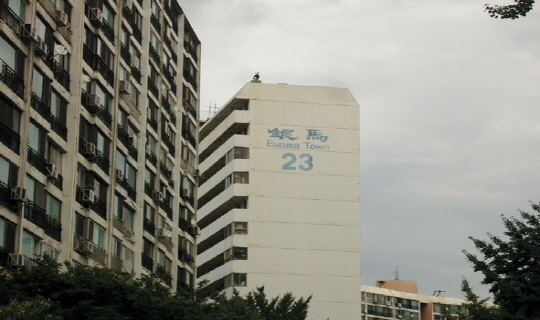 銀馬
Eunma Town
23